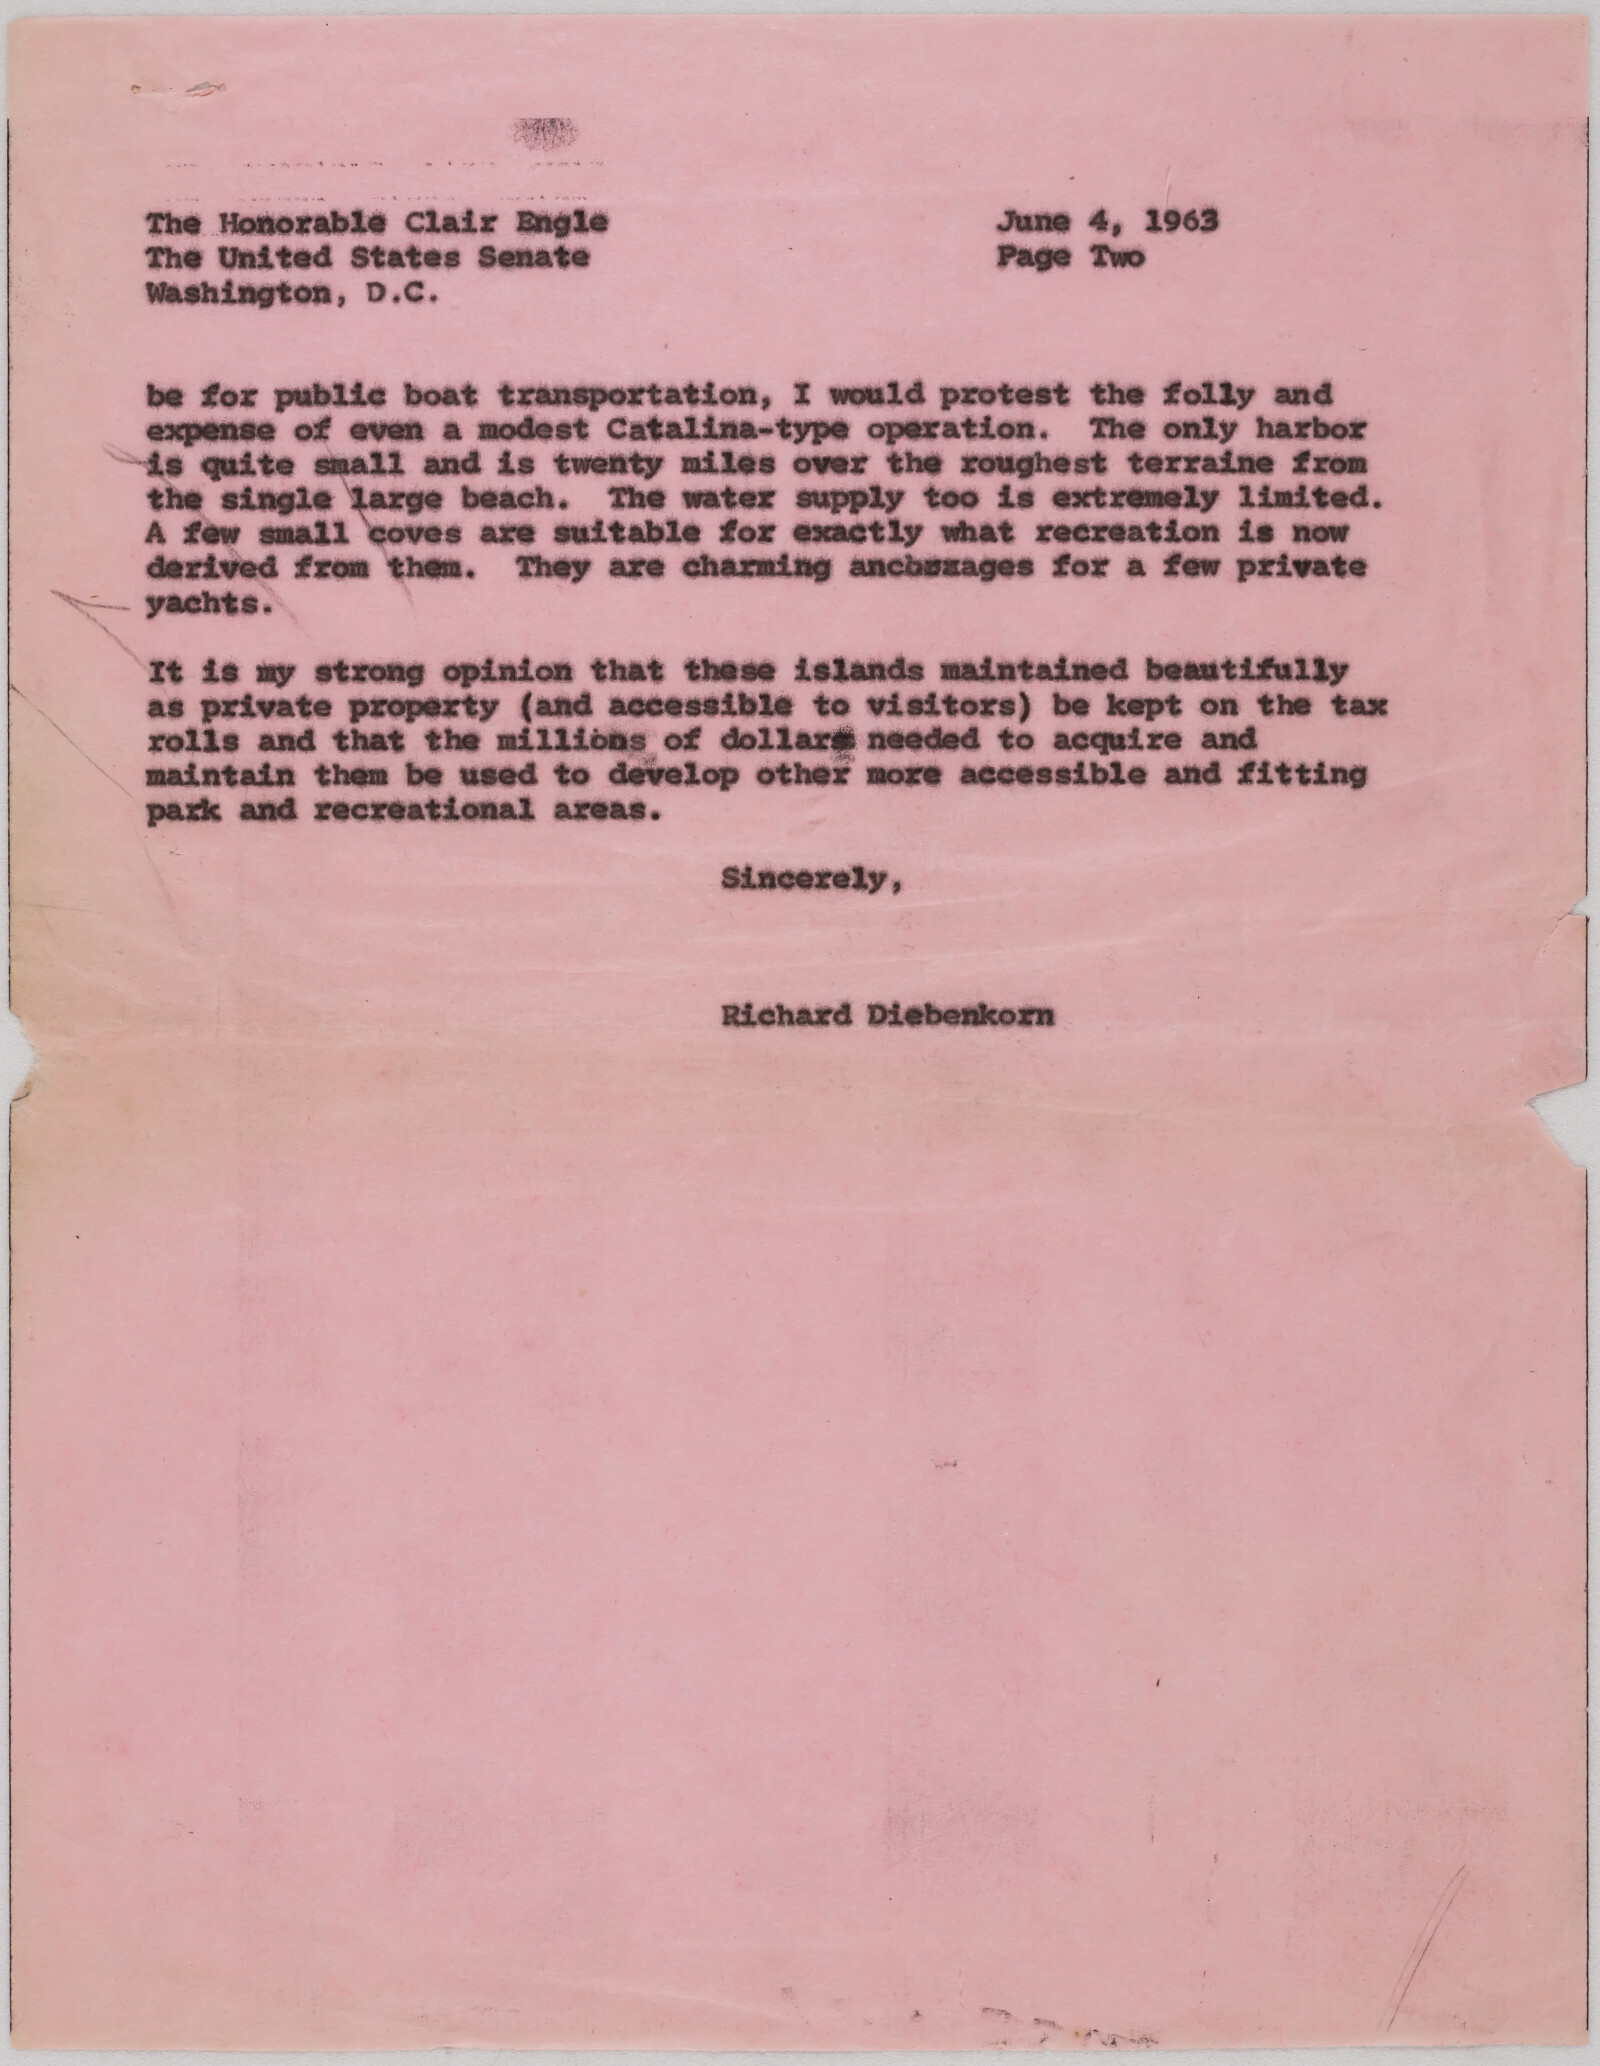 The Honorable Clair Engle
The United States Senate
Washington, D.C.
June 4, 1963
Page Two
be for public boat transportation, I would protest the folly and
expense of even a modest Catalina-type operation. The only harbor
is quite small and is twenty miles over the roughest terraine from
the single large beach. The water supply too is extremely limited.
A few small coves are suitable for exactly what recreation is now
derived from them. They are charming anchorages for a few private
yachts.
It is my strong opinion that these islands maintained beautifully
as private property (and accessible to visitors) be kept on the tax
rolls and that the millions of dollars needed to acquire and
maintain them be used to develop other more accessible and fitting
park and recreational areas.
Sincerely,
Richard Diebenkorn